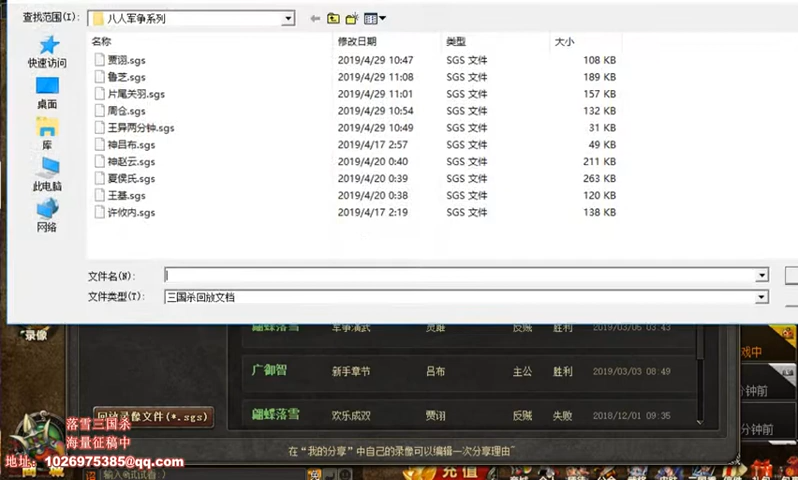 查找范围(I):
八人军争系列
名称
修改日期
类型
大小
快速访问
桌面
库
此电脑
网络
贾诩.sgs 2019/4/29 10:47 SGS 文件 108 KB
鲁芝.sgs 2019/4/29 11:08 SGS 文件 189 KB
片尾关羽.sgs 2019/4/29 11:01 SGS 文件 157 KB
周仓.sgs 2019/4/29 10:54 SGS 文件 132 KB
王异两分钟.sgs 2019/4/29 10:49 SGS 文件 31 KB
神吕布.sgs 2019/4/17 2:57 SGS 文件 49 KB
神赵云.sgs 2019/4/20 0:40 SGS 文件 211 KB
夏侯氏.sgs 2019/4/20 0:39 SGS 文件 263 KB
王基.sgs 2019/4/20 0:38 SGS 文件 120 KB
许攸内.sgs 2019/4/17 2:19 SGS 文件 138 KB
文件名(N):
文件类型(T):
三国杀回放文档
录像
翩蝶落雪 军争演武 灵雎 反贼 胜利 2019/03/06 03:43
广御智 新手章节 吕布 主公 胜利 2019/03/03 08:49
翩蝶落雪 欢乐成双 贾诩 反贼 失败 2018/12/01 09:35
戏中
分钟前
分钟前
回放录像文件(*.sgs)
在“我的分享”中自己的录像可以编辑一次分享理由~
落雪三国杀
海量征稿中
地址：1026975385@qq.com
充值